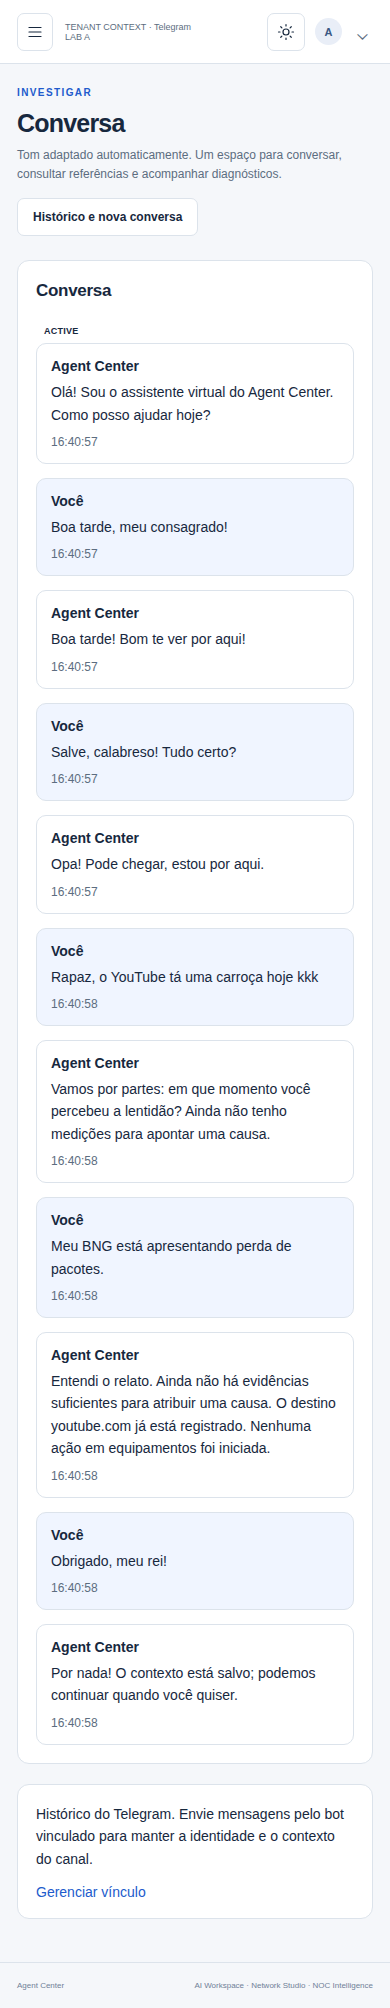 TENANT CONTEXT · Telegram
LAB A
A
INVESTIGAR
Conversa
Tom adaptado automaticamente. Um espaço para conversar,
consultar referências e acompanhar diagnósticos.
Histórico e nova conversa
Conversa
ACTIVE
Agent Center
Olá! Sou o assistente virtual do Agent Center.
Como posso ajudar hoje?
16:40:57
Você
Boa tarde, meu consagrado!
16:40:57
Agent Center
Boa tarde! Bom te ver por aqui!
16:40:57
Você
Salve, calabreso! Tudo certo?
16:40:57
Agent Center
Opa! Pode chegar, estou por aqui.
16:40:57
Você
Rapaz, o YouTube tá uma carroça hoje kkk
16:40:58
Agent Center
Vamos por partes: em que momento você
percebeu a lentidão? Ainda não tenho
medições para apontar uma causa.
16:40:58
Você
Meu BNG está apresentando perda de
pacotes.
16:40:58
Agent Center
Entendi o relato. Ainda não há evidências
suficientes para atribuir uma causa. O destino
youtube.com já está registrado. Nenhuma
ação em equipamentos foi iniciada.
16:40:58
Você
Obrigado, meu rei!
16:40:58
Agent Center
Por nada! O contexto está salvo; podemos
continuar quando você quiser.
16:40:58
Histórico do Telegram. Envie mensagens pelo bot
vinculado para manter a identidade e o contexto
do canal.
Gerenciar vínculo
Agent Center
AI Workspace · Network Studio · NOC Intelligence